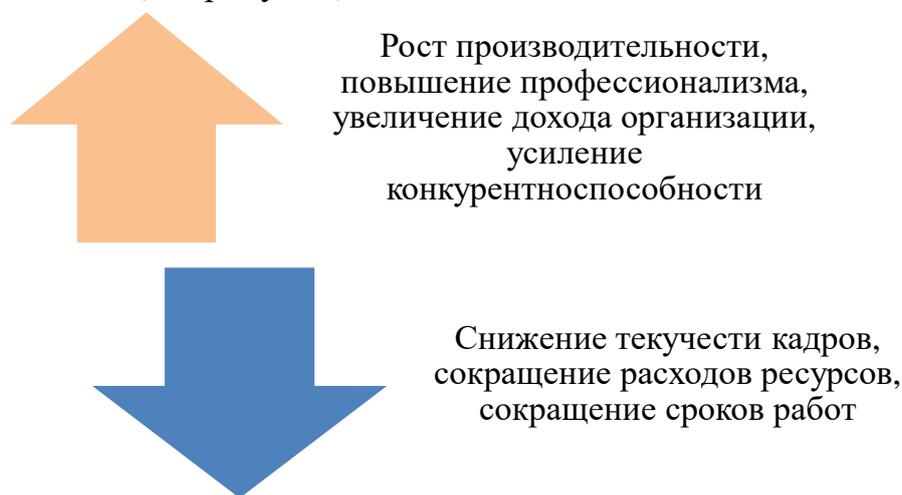 Рост производительности,
повышение профессионализма,
увеличение дохода организации,
усиление
конкурентноспособности
Снижение текучести кадров,
сокращение расходов ресурсов,
сокращение сроков работ